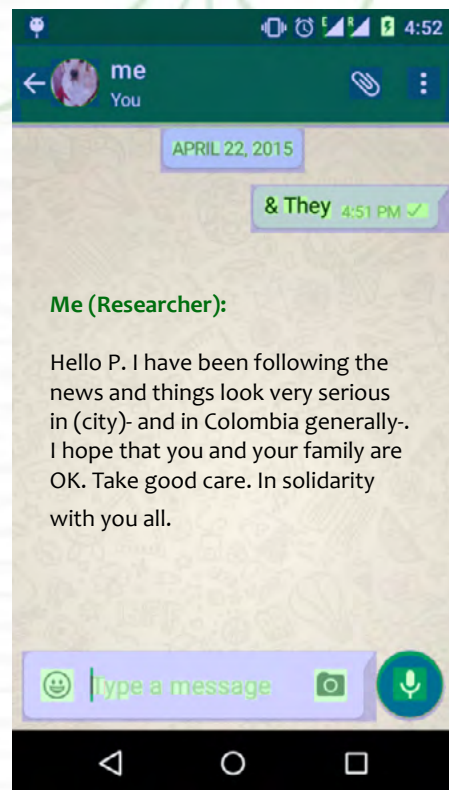 4:52
me
You
APRIL 22, 2015
& They 4:51 PM
Me (Researcher):
Hello P. I have been following the
news and things look very serious
in (city)- and in Colombia generally-.
I hope that you and your family are
OK. Take good care. In solidarity
with you all.
Type a message